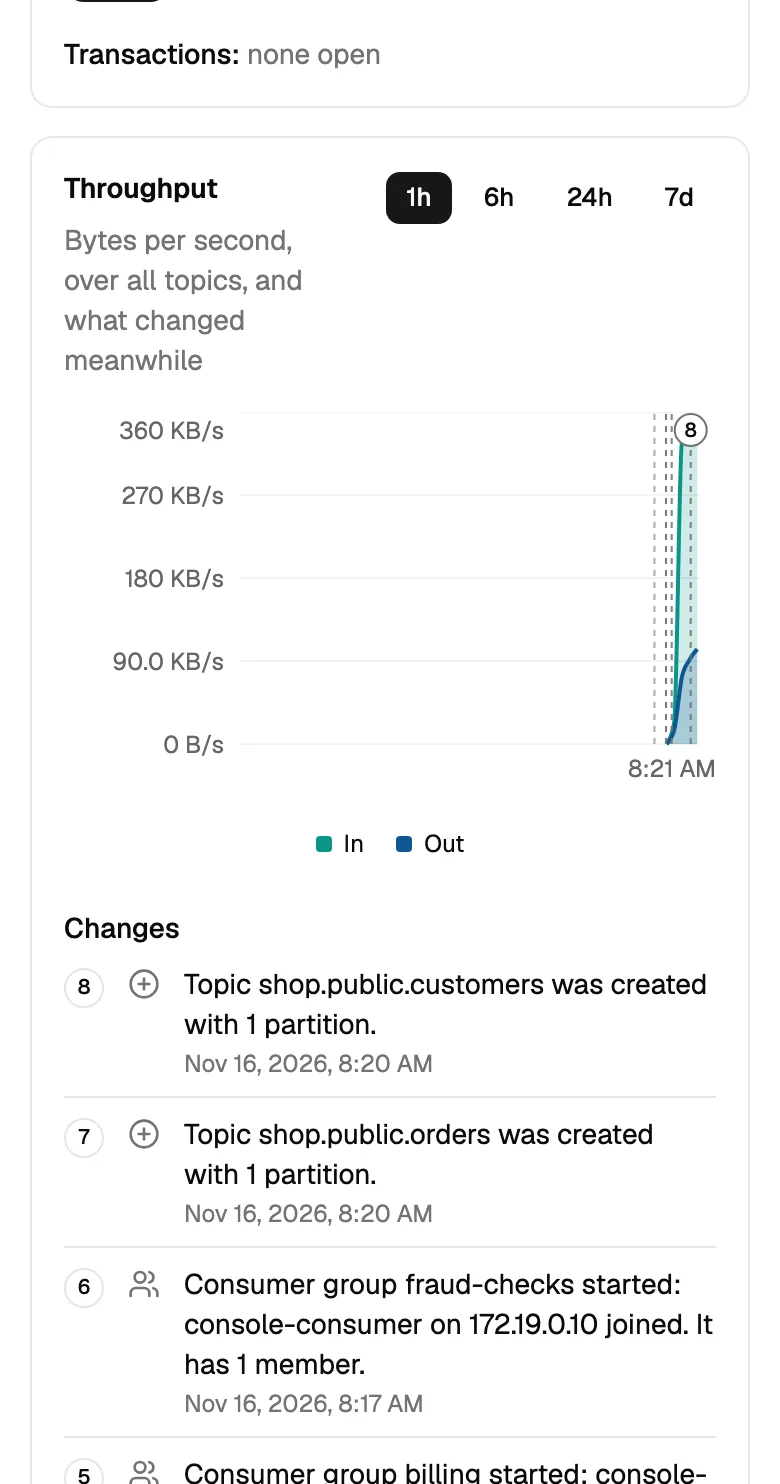 Transactions: none open
Throughput
1h 6h 24h 7d
Bytes per second,
over all topics, and
what changed
meanwhile
360 KB/s
8
270 KB/s
180 KB/s
90.0 KB/s
0 B/s
8:21 AM
In Out
Changes
8 Topic shop.public.customers was created
with 1 partition.
Nov 16, 2026, 8:20 AM
7 Topic shop.public.orders was created
with 1 partition.
Nov 16, 2026, 8:20 AM
6 Consumer group fraud-checks started:
console-consumer on 172.19.0.10 joined. It
has 1 member.
Nov 16, 2026, 8:17 AM
5 Consumer group billing started: console-